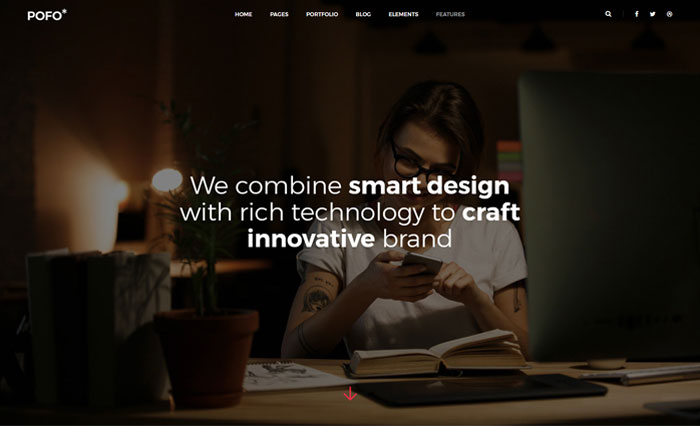 POFO*
HOME PAGES PORTFOLIO BLOG ELEMENTS FEATURES
We combine smart design
with rich technology to craft
innovative brand